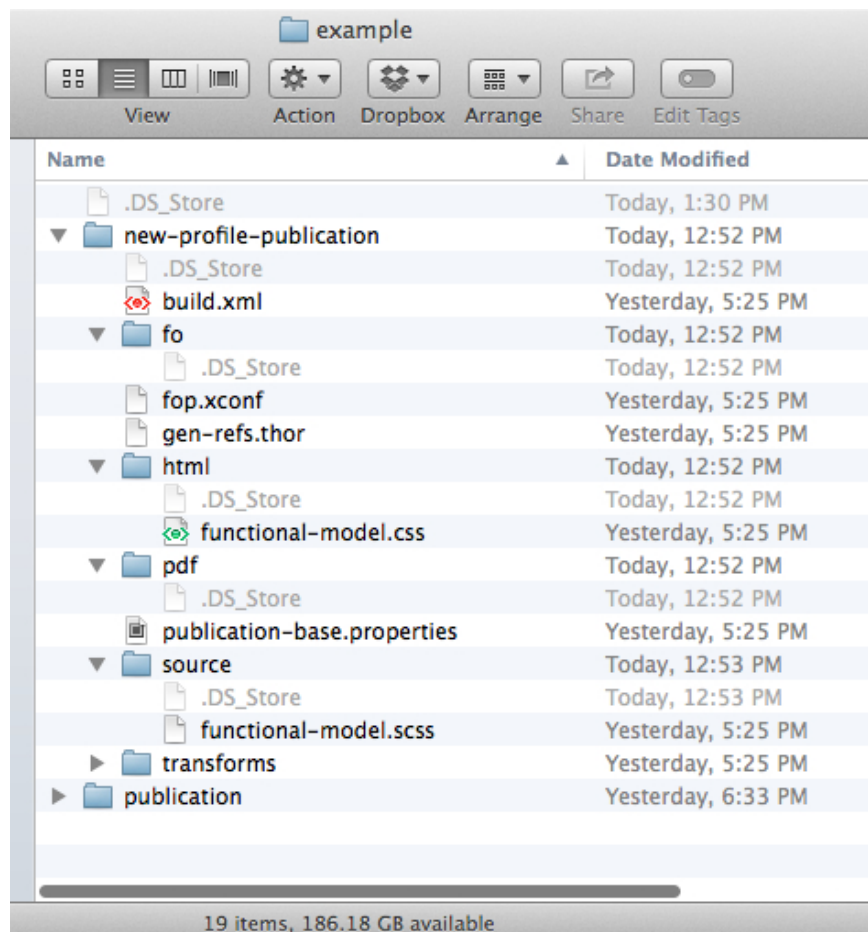 example
View Action Dropbox Arrange Share Edit Tags
Name Date Modified
.DS_Store Today, 1:30 PM
new-profile-publication Today, 12:52 PM
.DS_Store Today, 12:52 PM
build.xml Yesterday, 5:25 PM
fo Today, 12:52 PM
.DS_Store Today, 12:52 PM
fop.xconf Yesterday, 5:25 PM
gen-refs.thor Yesterday, 5:25 PM
html Today, 12:52 PM
.DS_Store Today, 12:52 PM
functional-model.css Yesterday, 5:25 PM
pdf Today, 12:52 PM
.DS_Store Today, 12:52 PM
publication-base.properties Yesterday, 5:25 PM
source Today, 12:53 PM
.DS_Store Today, 12:53 PM
functional-model.scss Yesterday, 5:25 PM
transforms Yesterday, 5:25 PM
publication Yesterday, 6:33 PM
19 items, 186.18 GB available